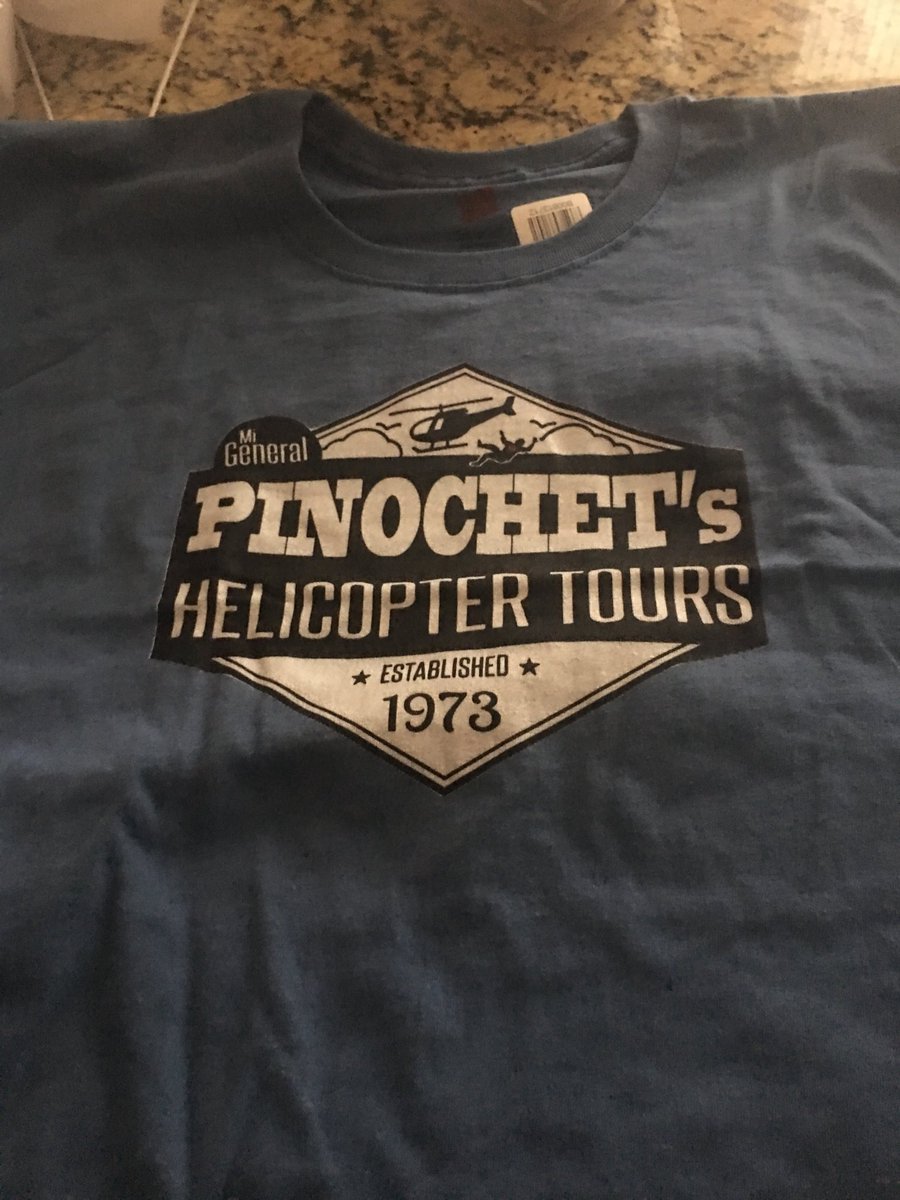 Mi
General
PINOCHET's
HELICOPTER TOURS
★ ESTABLISHED ★
1973